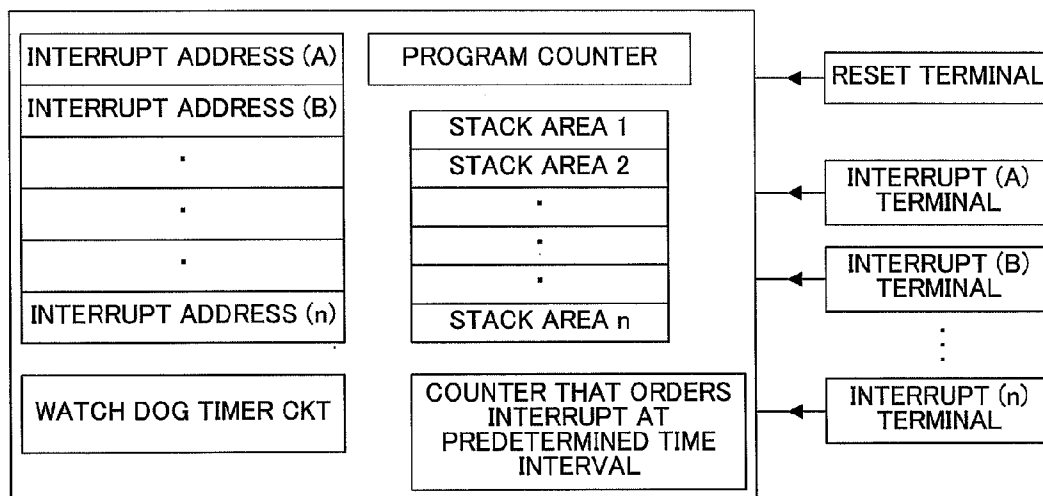 INTERRUPT ADDRESS (A)
INTERRUPT ADDRESS (B)
INTERRUPT ADDRESS (n)
WATCH DOG TIMER CKT
PROGRAM COUNTER
STACK AREA 1
STACK AREA 2
STACK AREA n
COUNTER THAT ORDERS
INTERRUPT AT
PREDETERMINED TIME
INTERVAL
RESET TERMINAL
INTERRUPT (A)
TERMINAL
INTERRUPT (B)
TERMINAL
INTERRUPT (n)
TERMINAL